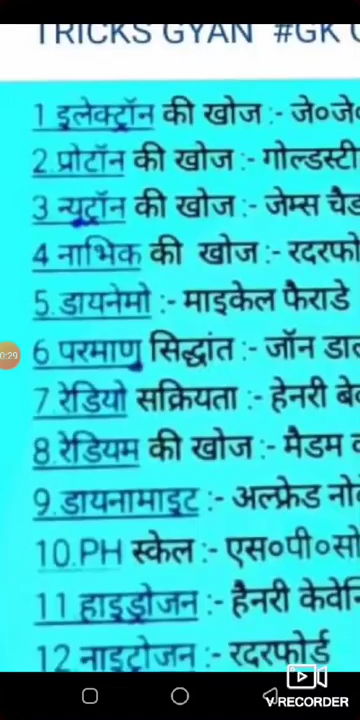 TRICKS GYAN #GK
1 इलेक्ट्रॉन की खोज :- जे०जे०
2.प्रोटॉन की खोज :- गोल्डस्टी
3 न्यूट्रॉन की खोज :- जेम्स चैड
4 नाभिक की खोज :- रदरफो
5.डायनेमो :- माइकेल फैराडे
0:29
6 परमाणु सिद्धांत :- जॉन डाल
7 रेडियो सक्रियता :- हेनरी बे
8.रेडियम की खोज :- मैडम
9.डायनामाइट :- अल्फ्रेड नो
10.PH स्केल :- एस०पी०सो
11 हाइड्रोजन :- हैनरी केवेन्
12 नाइट्रोजन :- रदरफोर्ड
V RECORDER